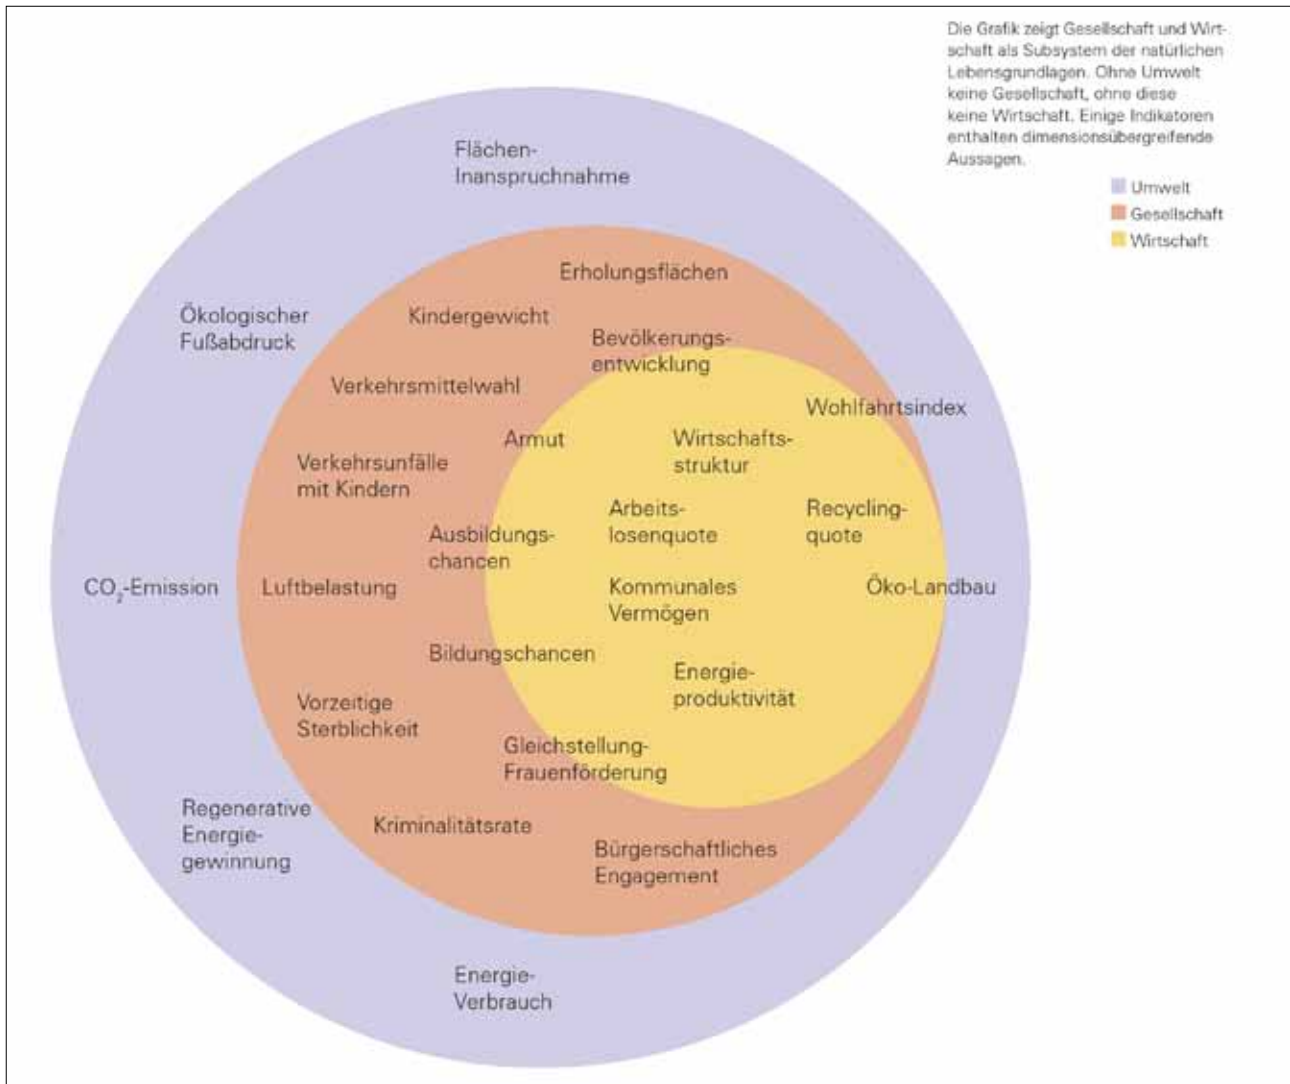 Die Grafik zeigt Gesellschaft und Wirt-
schaft als Subsystem der natürlichen
Lebensgrundlagen. Ohne Umwelt
keine Gesellschaft, ohne diese
keine Wirtschaft. Einige Indikatoren
enthalten dimensionsübergreifende
Aussagen.
Umwelt
Gesellschaft
Wirtschaft
Flächen-
Inanspruchnahme
Erholungsflächen
Ökologischer
Fußabdruck
Kindergewicht
Bevölkerungs-
entwicklung
Verkehrsmittelwahl
Wohlfahrtsindex
Armut
Wirtschafts-
struktur
Verkehrsunfälle
mit Kindern
Arbeits-
losenquote
Recycling-
quote
Ausbildungs-
chancen
CO₂-Emission
Luftbelastung
Kommunales
Vermögen
Öko-Landbau
Bildungschancen
Energie-
produktivität
Vorzeitige
Sterblichkeit
Gleichstellung-
Frauenförderung
Regenerative
Energie-
gewinnung
Kriminalitätsrate
Bürgerschaftliches
Engagement
Energie-
Verbrauch